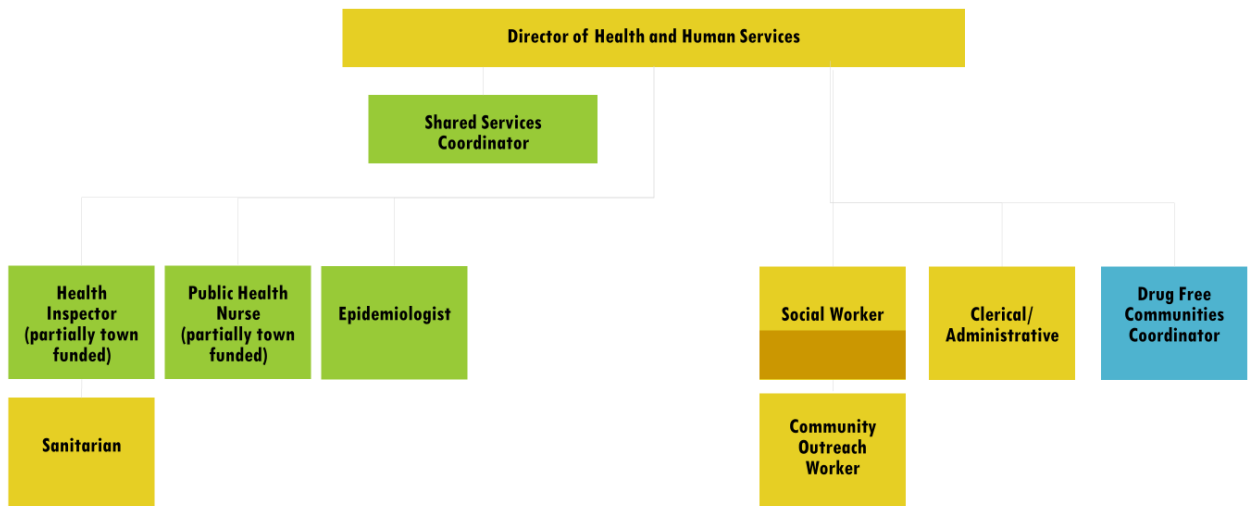 Director of Health and Human Services
Shared Services
Coordinator
Health
Inspector
(partially town
funded)
Public Health
Nurse
(partially town
funded)
Epidemiologist
Social Worker
Clerical/
Administrative
Drug Free
Communities
Coordinator
Sanitarian
Community
Outreach
Worker